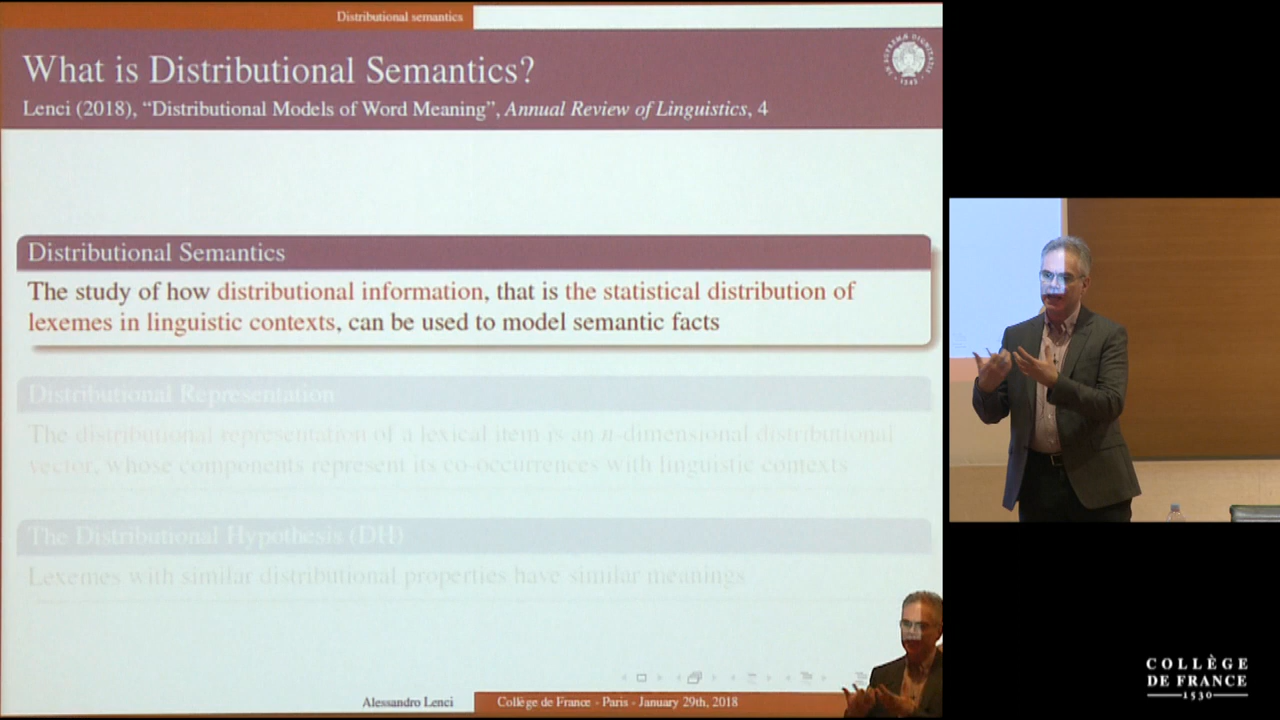 Distributional semantics
What is Distributional Semantics?
Lenci (2018), “Distributional Models of Word Meaning”, Annual Review of Linguistics, 4
Distributional Semantics
The study of how distributional information, that is the statistical distribution of
lexemes in linguistic contexts, can be used to model semantic facts
Distributional Representation
The distributional representation of a lexical item is an n-dimensional distributional
vector, whose components represent its co-occurrences with linguistic contexts
The Distributional Hypothesis (DH)
Lexemes with similar distributional properties have similar meanings
Alessandro Lenci
Collège de France - Paris - January 29th, 2018
COLLÈGE
DE FRANCE
1530